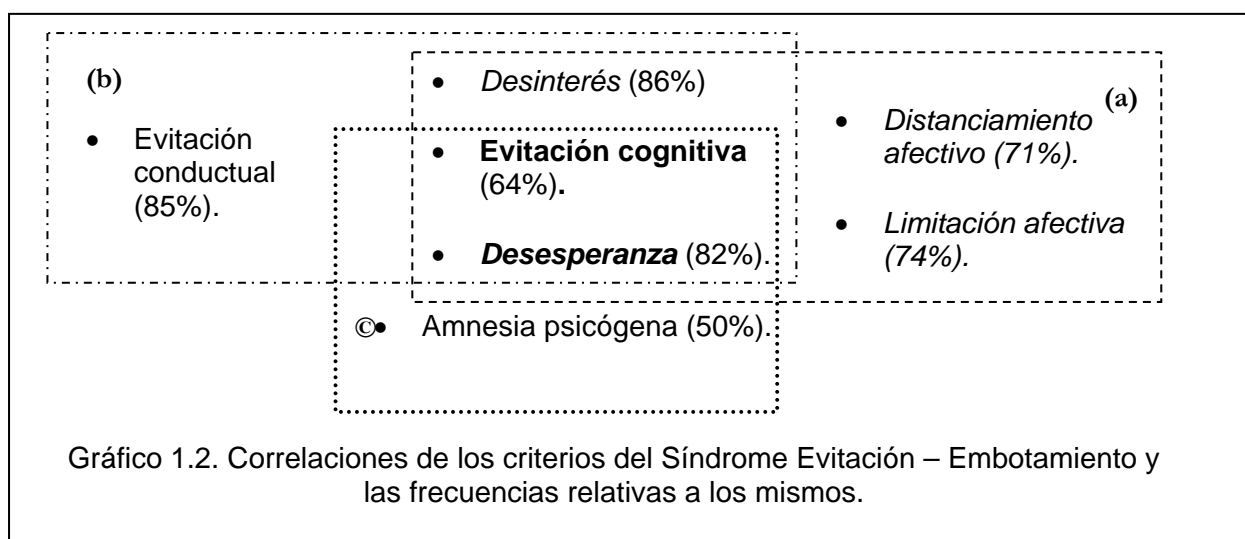 (b)
• Evitación
conductual
(85%).
• Desinterés (86%)
• Evitación cognitiva
(64%).
• Desesperanza (82%).
(a)
• Distanciamiento
afectivo (71%).
• Limitación afectiva
(74%).
©• Amnesia psicógena (50%).
Gráfico 1.2. Correlaciones de los criterios del Síndrome Evitación – Embotamiento y
las frecuencias relativas a los mismos.